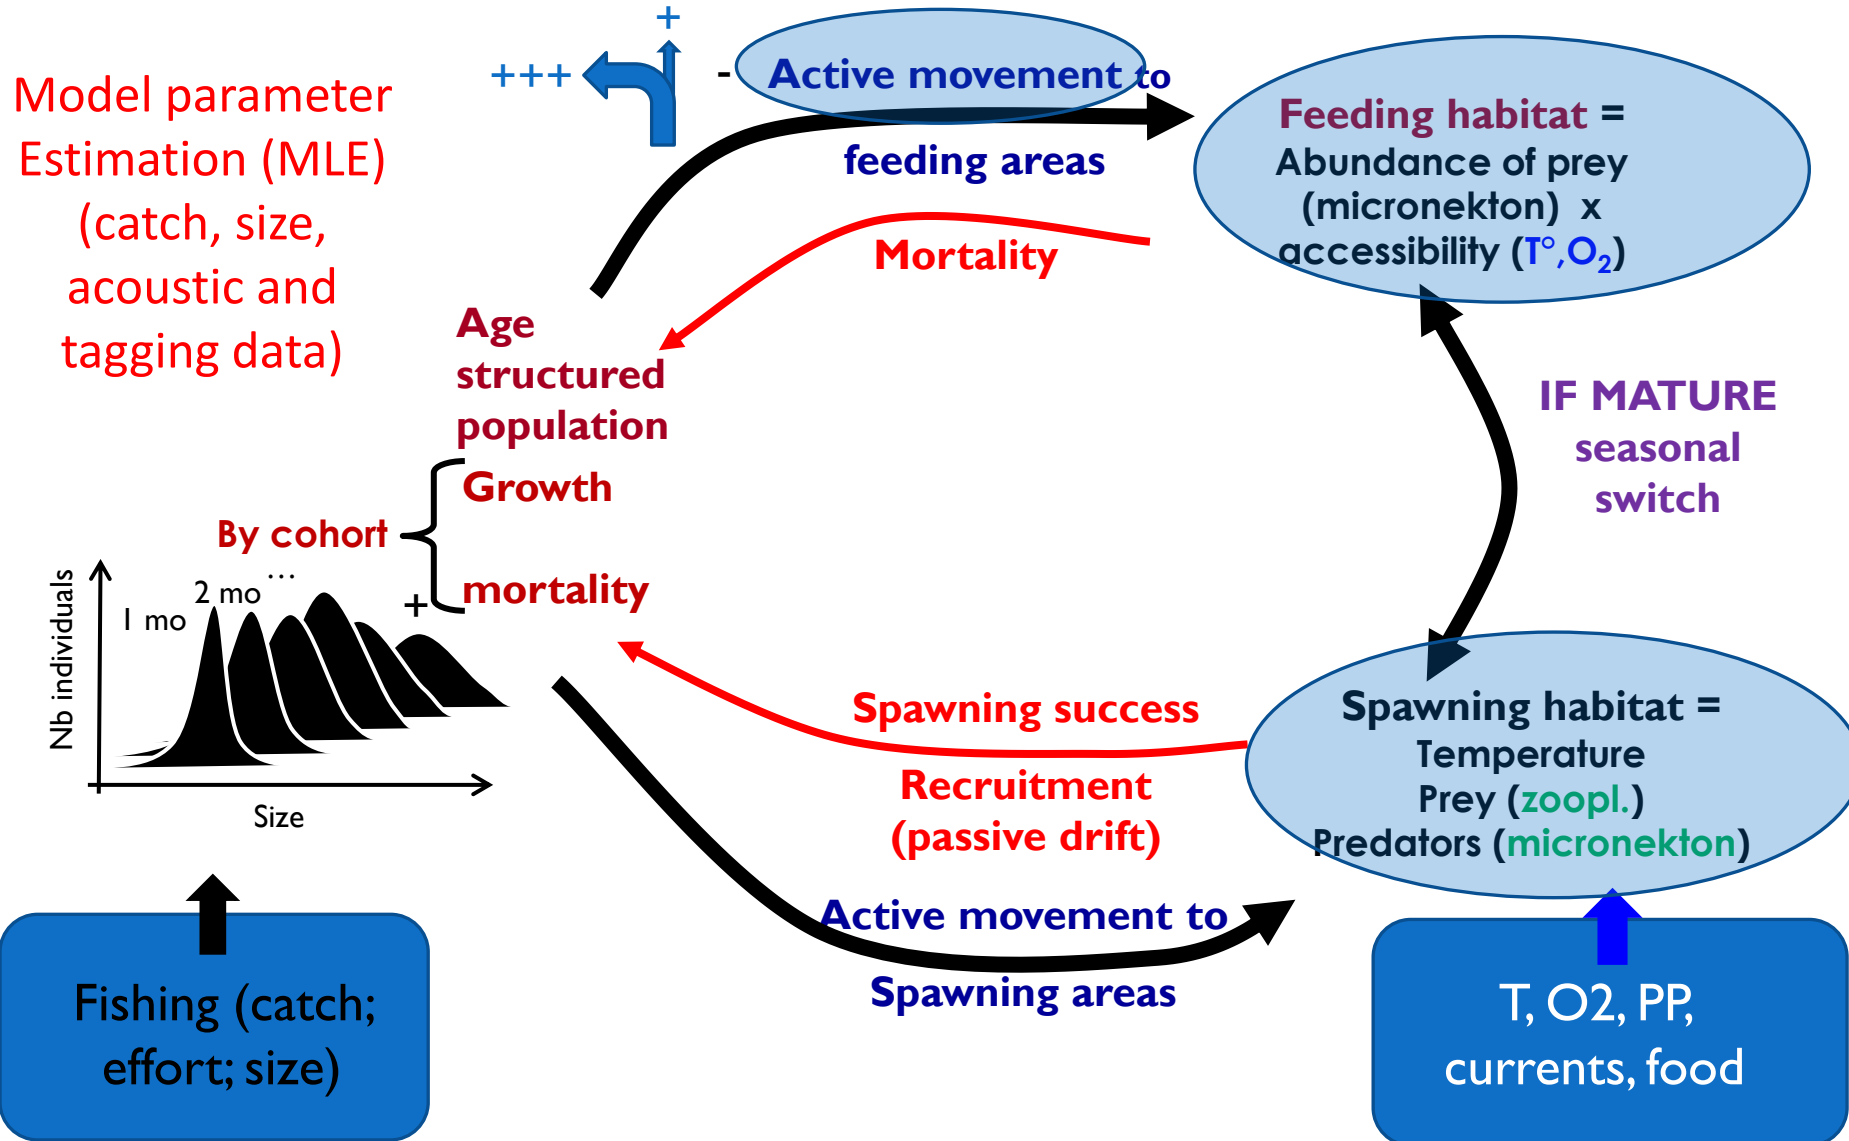 +
+++
-
Active movement to
feeding areas
Model parameter
Estimation (MLE)
(catch, size,
acoustic and
tagging data)
Feeding habitat =
Abundance of prey
(micronekton) x
accessibility (T°,O₂)
Mortality
Age
structured
population
Growth
By cohort
mortality
IF MATURE
seasonal
switch
Nb individuals
1 mo
2 mo
...
+
Size
Spawning success
Recruitment
(passive drift)
Spawning habitat =
Temperature
Prey (zoopl.)
Predators (micronekton)
Active movement to
Spawning areas
Fishing (catch;
effort; size)
T, O2, PP,
currents, food